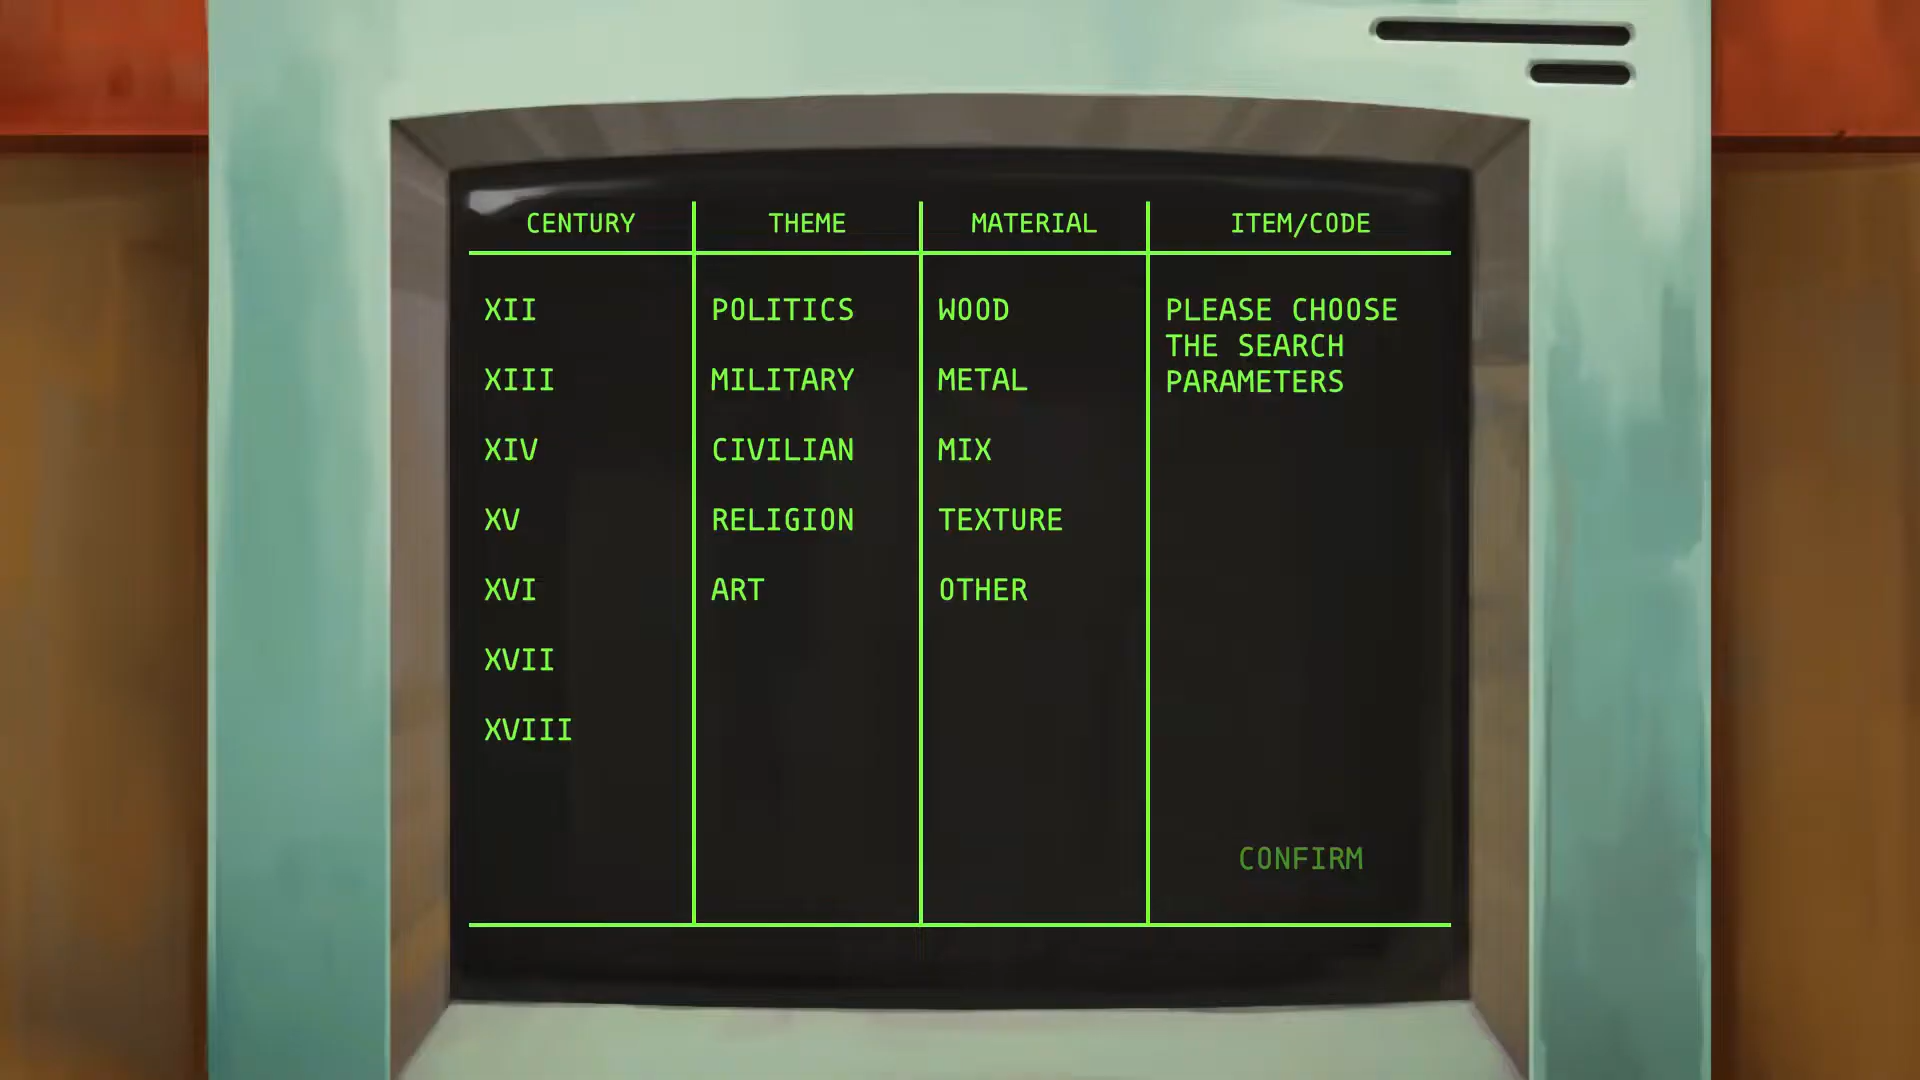 CENTURY THEME MATERIAL ITEM/CODE
XII POLITICS WOOD PLEASE CHOOSE
THE SEARCH
XIII MILITARY METAL PARAMETERS
XIV CIVILIAN MIX
XV RELIGION TEXTURE
XVI ART OTHER
XVII
XVIII
CONFIRM